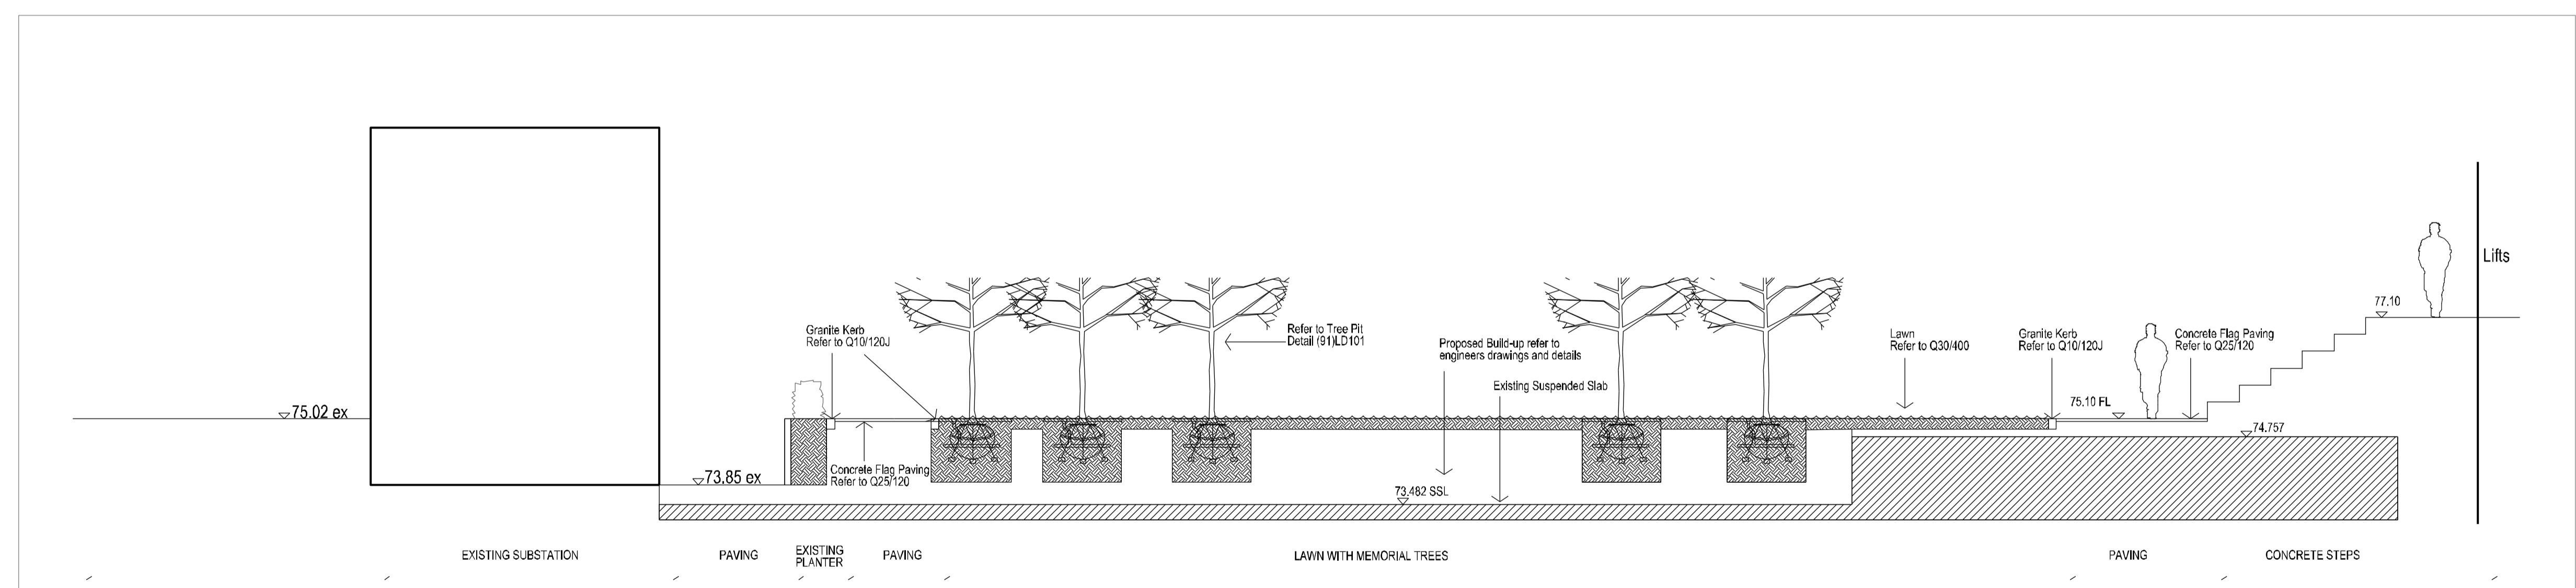 Lifts
77.10
Granite Kerb
Refer to Q10/120J
Refer to Tree Pit
Detail (91)LD101
Proposed Build-up refer to
engineers drawings and details
Lawn
Refer to Q30/400
Granite Kerb
Refer to Q10/120J
Concrete Flag Paving
Refer to Q25/120
Existing Suspended Slab
75.02 ex
75.10 FL
74.757
Concrete Flag Paving
Refer to Q25/120
73.85 ex
73.482 SSL
EXISTING SUBSTATION
PAVING
EXISTING
PLANTER
PAVING
LAWN WITH MEMORIAL TREES
PAVING
CONCRETE STEPS